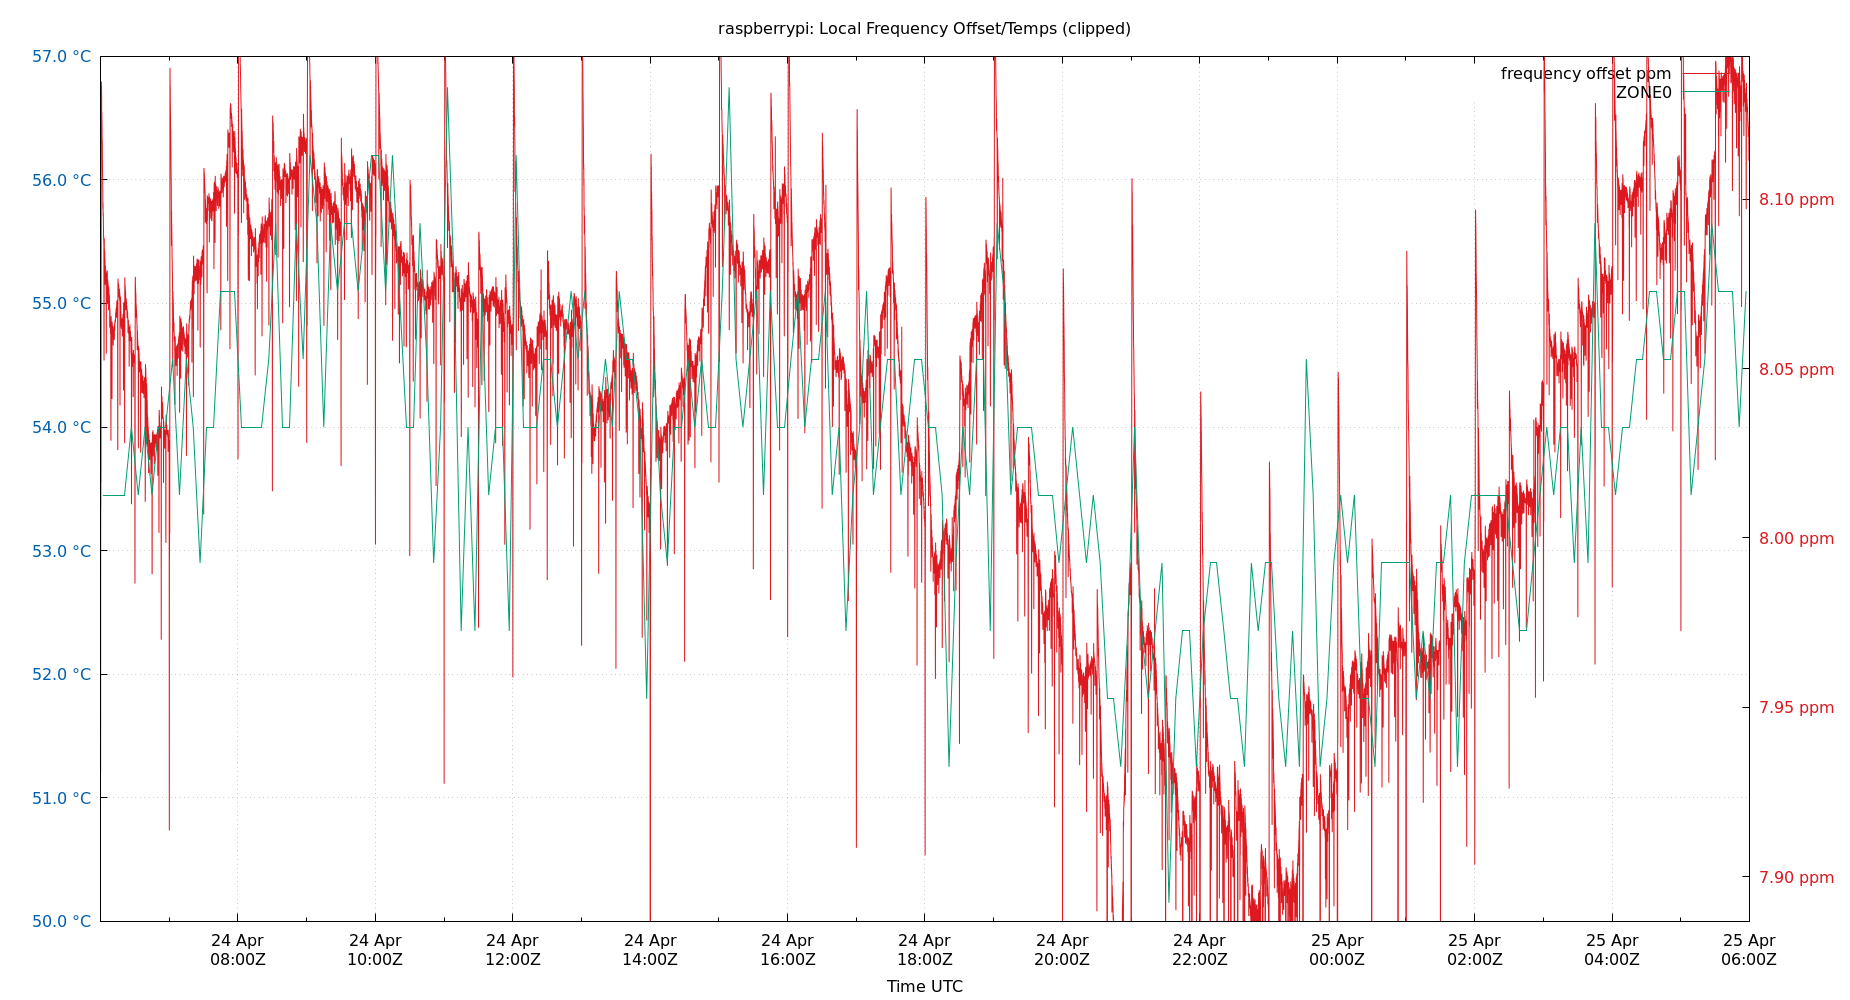 raspberrypi: Local Frequency Offset/Temps (clipped)
57.0 °C
56.0 °C
55.0 °C
54.0 °C
53.0 °C
52.0 °C
51.0 °C
50.0 °C
frequency offset ppm
ZONE0
8.10 ppm
8.05 ppm
8.00 ppm
7.95 ppm
7.90 ppm
24 Apr
08:00Z
24 Apr
10:00Z
24 Apr
12:00Z
24 Apr
14:00Z
24 Apr
16:00Z
24 Apr
18:00Z
24 Apr
20:00Z
24 Apr
22:00Z
25 Apr
00:00Z
25 Apr
02:00Z
25 Apr
04:00Z
25 Apr
06:00Z
Time UTC